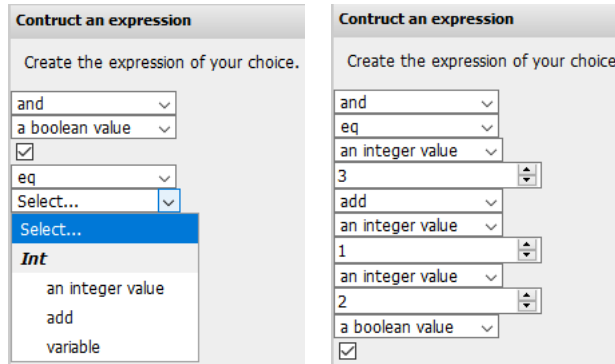 Contruct an expression
Create the expression of your choice.
and
a boolean value
eq
Select...
Select...
Int
an integer value
add
variable
Contruct an expression
Create the expression of your choice
and
eq
an integer value
3
add
an integer value
1
an integer value
2
a boolean value